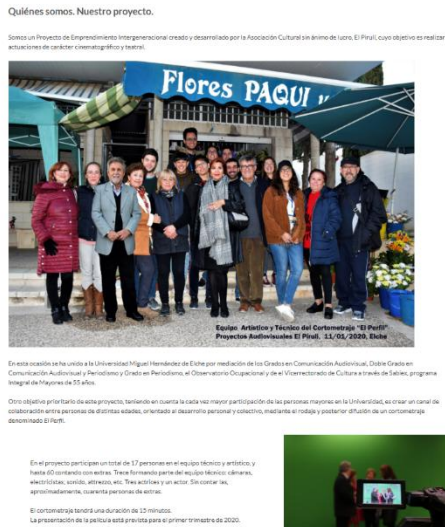 Quiénes somos. Nuestro proyecto.
Somos un Proyecto de Emprendimiento Intergeneracional creado y desarrollado por la Asociación Cultural sin ánimo de lucro, El Pirulí, cuyo objetivo es realizar
actuaciones de carácter cinematográfico y teatral.
Flores PAQUI
Equipo Artístico y Técnico del Cortometraje "El Perfil"
Proyectos Audiovisuales El Pirulí. 11/01/2020, Elche
En esta ocasión se ha unido a la Universidad Miguel Hernández de Elche por mediación de los Grados en Comunicación Audiovisual, Doble Grado en
Comunicación Audiovisual y Periodismo y Grado en Periodismo, el Observatorio Ocupacional y de el Vicerrectorado de Cultura a través de Sabiex, programa
Integral de Mayores de 55 años.
Otro objetivo prioritario de este proyecto, teniendo en cuenta la cada vez mayor participación de las personas mayores en la Universidad, es crear un canal de
colaboración entre personas de distintas edades, orientado al desarrollo personal y colectivo, mediante el rodaje y posterior difusión de un cortometraje
denominado El Perfil.
En el proyecto participan un total de 17 personas en el equipo técnico y artístico, y
hasta 60 contando con extras. Trece formando parte del equipo técnico: cámaras,
electricistas, sonido, attrezzo, etc. Tres actrices y un actor. Sin contar las,
aproximadamente, cuarenta personas de extras.
El cortometraje tendrá una duración de 15 minutos.
La presentación de la película está prevista para el primer trimestre de 2020.